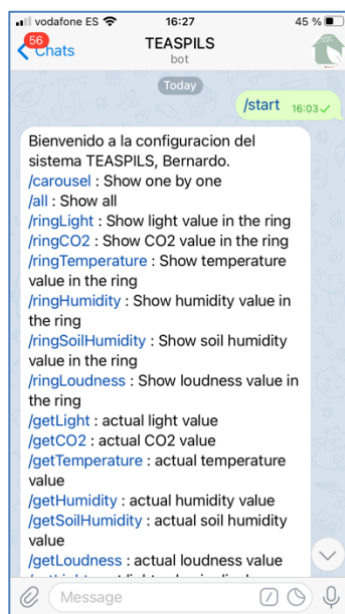 vodafone ES 16:27 45 %
56
Chats
TEASPILS
bot
Today
/start 16:03
Bienvenido a la configuracion del
sistema TEASPILS, Bernardo.
/carousel : Show one by one
/all : Show all
/ringLight : Show light value in the ring
/ringCO2 : Show CO2 value in the ring
/ringTemperature : Show temperature
value in the ring
/ringHumidity : Show humidity value in
the ring
/ringSoilHumidity : Show soil humidity
value in the ring
/ringLoudness : Show loudness value in
the ring
/getLight : actual light value
/getCO2 : actual CO2 value
/getTemperature : actual temperature
value
/getHumidity : actual humidity value
/getSoilHumidity : actual soil humidity
value
/getLoudness : actual loudness value
Message